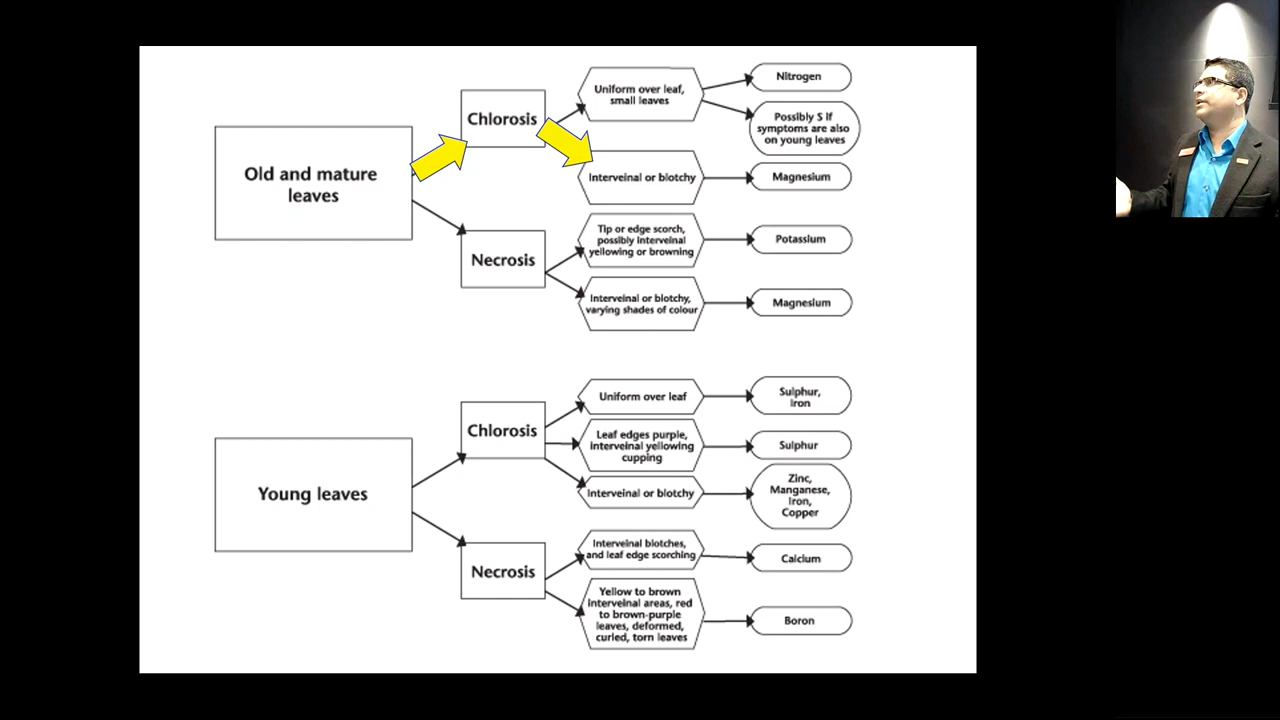 Old and mature
leaves
Chlorosis
Uniform over leaf,
small leaves
Nitrogen
Possibly S if
symptoms are also
on young leaves
Interveinal or blotchy
Magnesium
Necrosis
Tip or edge scorch,
possibly interveinal
yellowing or browning
Potassium
Interveinal or blotchy,
varying shades of colour
Magnesium
Young leaves
Chlorosis
Uniform over leaf
Sulphur,
Iron
Leaf edges purple,
interveinal yellowing
cupping
Sulphur
Interveinal or blotchy
Zinc,
Manganese,
Iron,
Copper
Necrosis
Interveinal blotches,
and leaf edge scorching
Calcium
Yellow to brown
interveinal areas, red
to brown-purple
leaves, deformed,
curled, torn leaves
Boron